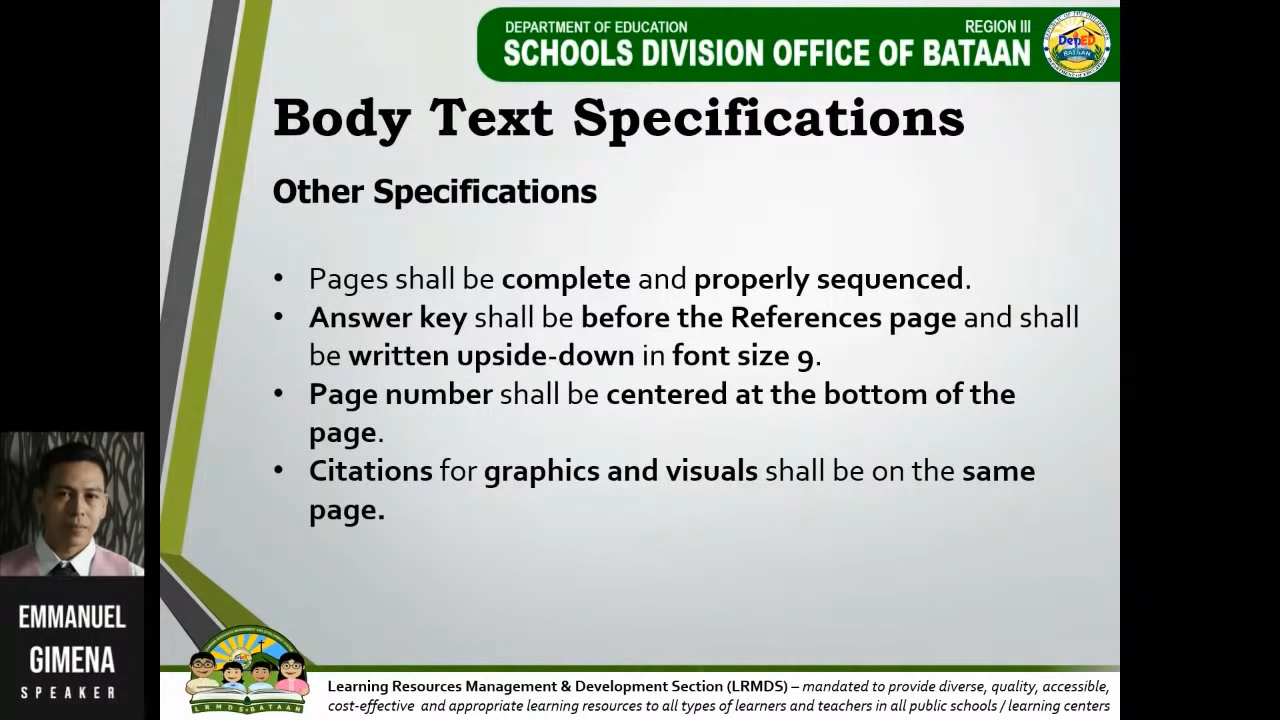 DEPARTMENT OF EDUCATION REGION III
SCHOOLS DIVISION OFFICE OF BATAAN
DepED
BATAAN
Body Text Specifications
Other Specifications
• Pages shall be complete and properly sequenced.
• Answer key shall be before the References page and shall
be written upside-down in font size 9.
• Page number shall be centered at the bottom of the
page.
• Citations for graphics and visuals shall be on the same
page.
EMMANUEL
GIMENA
SPEAKER
LRMDS-BATAAN
Learning Resources Management & Development Section (LRMDS) – mandated to provide diverse, quality, accessible,
cost-effective and appropriate learning resources to all types of learners and teachers in all public schools / learning centers